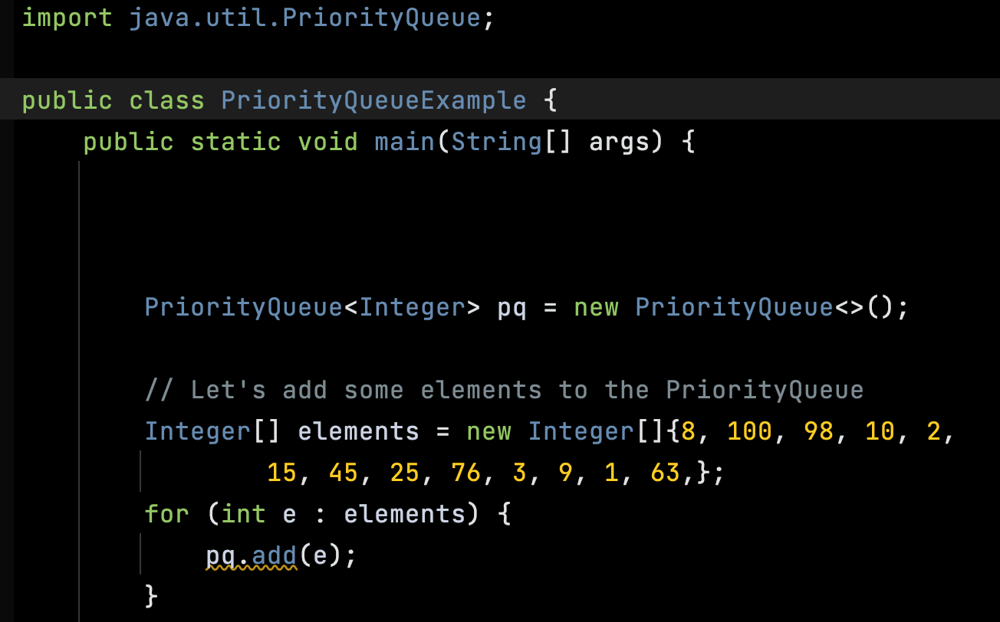 import java.util.PriorityQueue;
public class PriorityQueueExample {
public static void main(String[] args) {
PriorityQueue<Integer> pq = new PriorityQueue<>();
// Let's add some elements to the PriorityQueue
Integer[] elements = new Integer[]{8, 100, 98, 10, 2,
15, 45, 25, 76, 3, 9, 1, 63,};
for (int e : elements) {
pq.add(e);
}